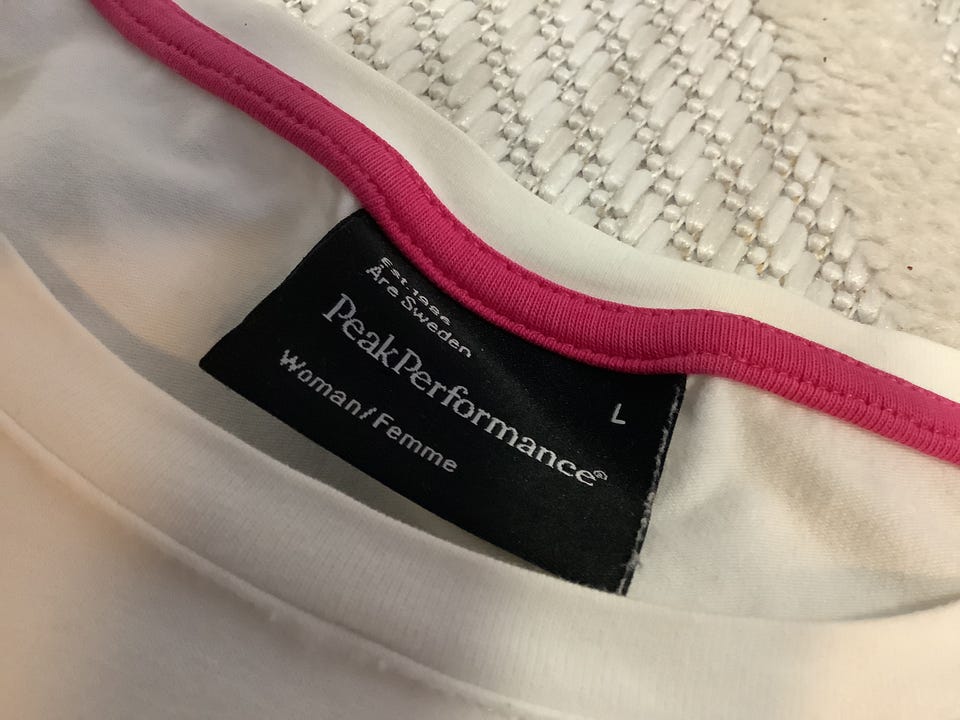 Est. 1986
Åre Sweden
PeakPerformance®
L
Woman/Femme